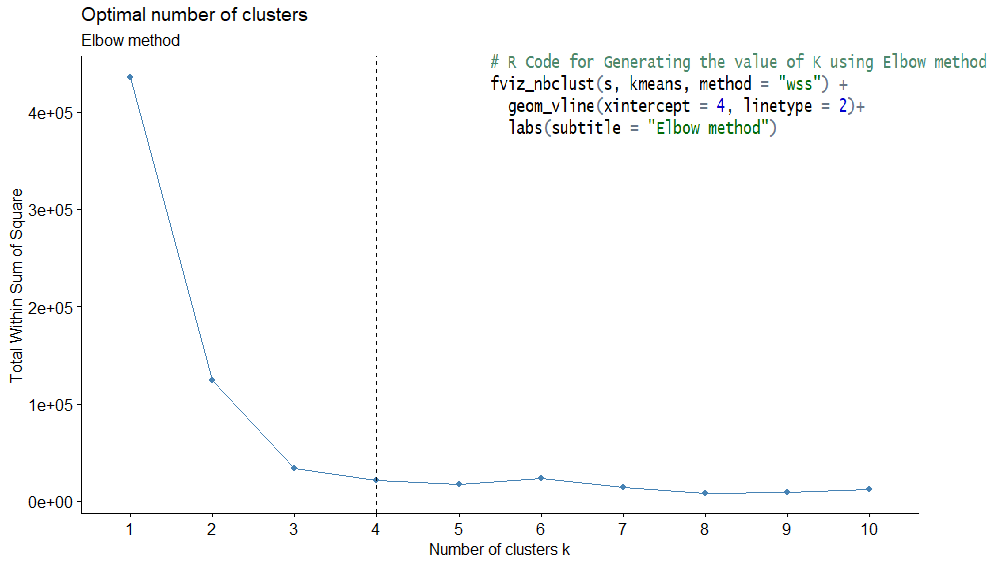 Optimal number of clusters
Elbow method
# R Code for Generating the value of K using Elbow method
fviz_nbclust(s, kmeans, method = "wss") +
geom_vline(xintercept = 4, linetype = 2)+
labs(subtitle = "Elbow method")
Total Within Sum of Square
4e+05
3e+05
2e+05
1e+05
0e+00
1 2 3 4 5 6 7 8 9 10
Number of clusters k